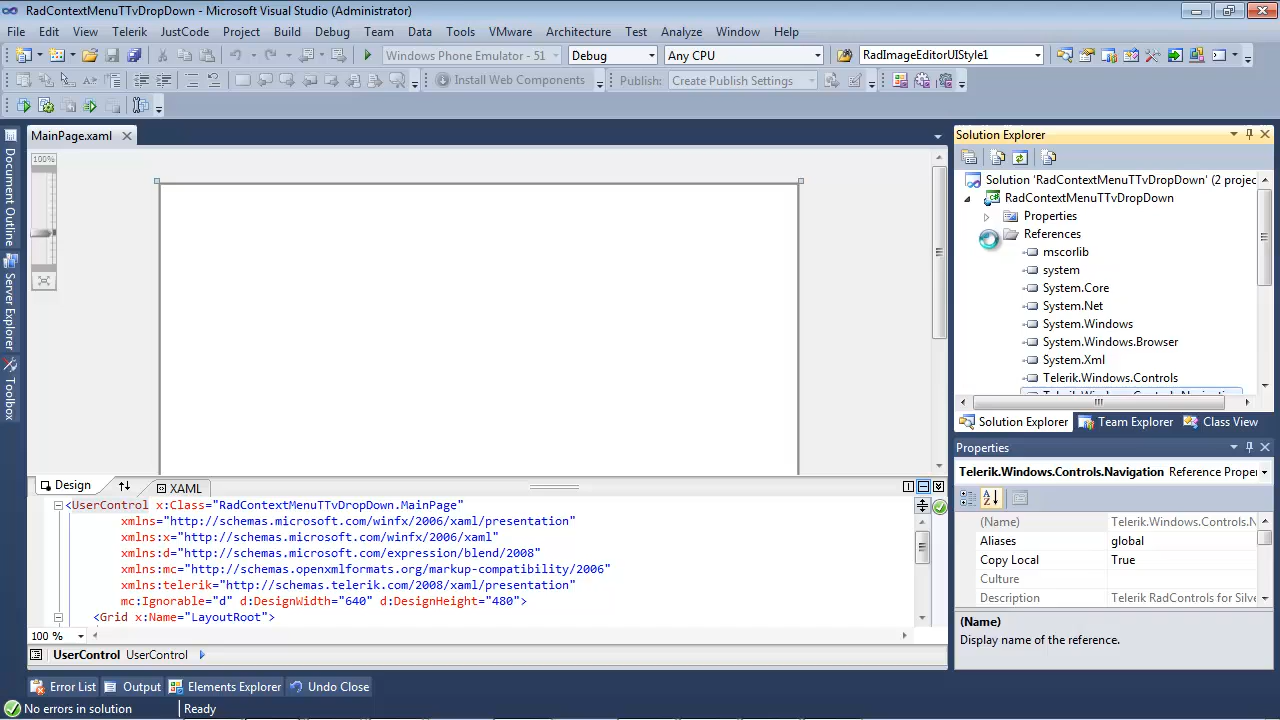 RadContextMenuTTvDropDown - Microsoft Visual Studio (Administrator)
File Edit View Telerik JustCode Project Build Debug Team Data Tools VMware Architecture Test Analyze Window Help
Windows Phone Emulator - 51 Debug Any CPU RadImageEditorUIStyle1
Install Web Components Publish: Create Publish Settings
MainPage.xaml
100%
Document Outline
Server Explorer
Toolbox
Solution Explorer
Solution 'RadContextMenuTTvDropDown' (2 projec
RadContextMenuTTvDropDown
Properties
References
mscorlib
system
System.Core
System.Net
System.Windows
System.Windows.Browser
System.Xml
Telerik.Windows.Controls
Telerik.Windows.Controls.Navigation
Solution Explorer Team Explorer Class View
Properties
Telerik.Windows.Controls.Navigation Reference Proper
(Name) Telerik.Windows.Controls.N
Aliases global
Copy Local True
Culture
Description Telerik RadControls for Silve
(Name)
Display name of the reference.
Design XAML
<UserControl x:Class="RadContextMenuTTvDropDown.MainPage"
xmlns="http://schemas.microsoft.com/winfx/2006/xaml/presentation"
xmlns:x="http://schemas.microsoft.com/winfx/2006/xaml"
xmlns:d="http://schemas.microsoft.com/expression/blend/2008"
xmlns:mc="http://schemas.openxmlformats.org/markup-compatibility/2006"
xmlns:telerik="http://schemas.telerik.com/2008/xaml/presentation"
mc:Ignorable="d" d:DesignWidth="640" d:DesignHeight="480">
<Grid x:Name="LayoutRoot">
100 %
UserControl UserControl
Error List Output Elements Explorer Undo Close
No errors in solution Ready